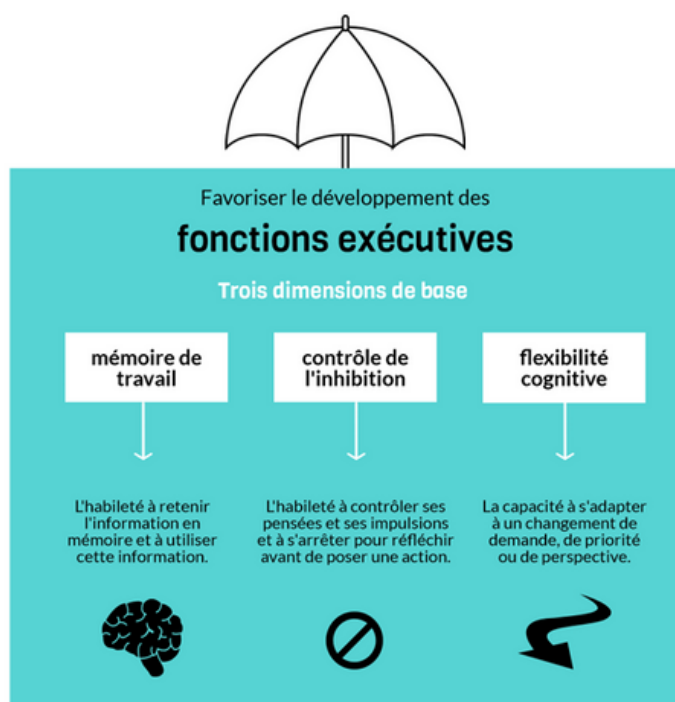 Favoriser le développement des
fonctions exécutives
Trois dimensions de base
mémoire de
travail
contrôle de
l'inhibition
flexibilité
cognitive
L'habileté à retenir
l'information en
mémoire et à utiliser
cette information.
L'habileté à contrôler ses
pensées et ses impulsions
et à s'arrêter pour réfléchir
avant de poser une action.
La capacité à s'adapter
à un changement de
demande, de priorité
ou de perspective.